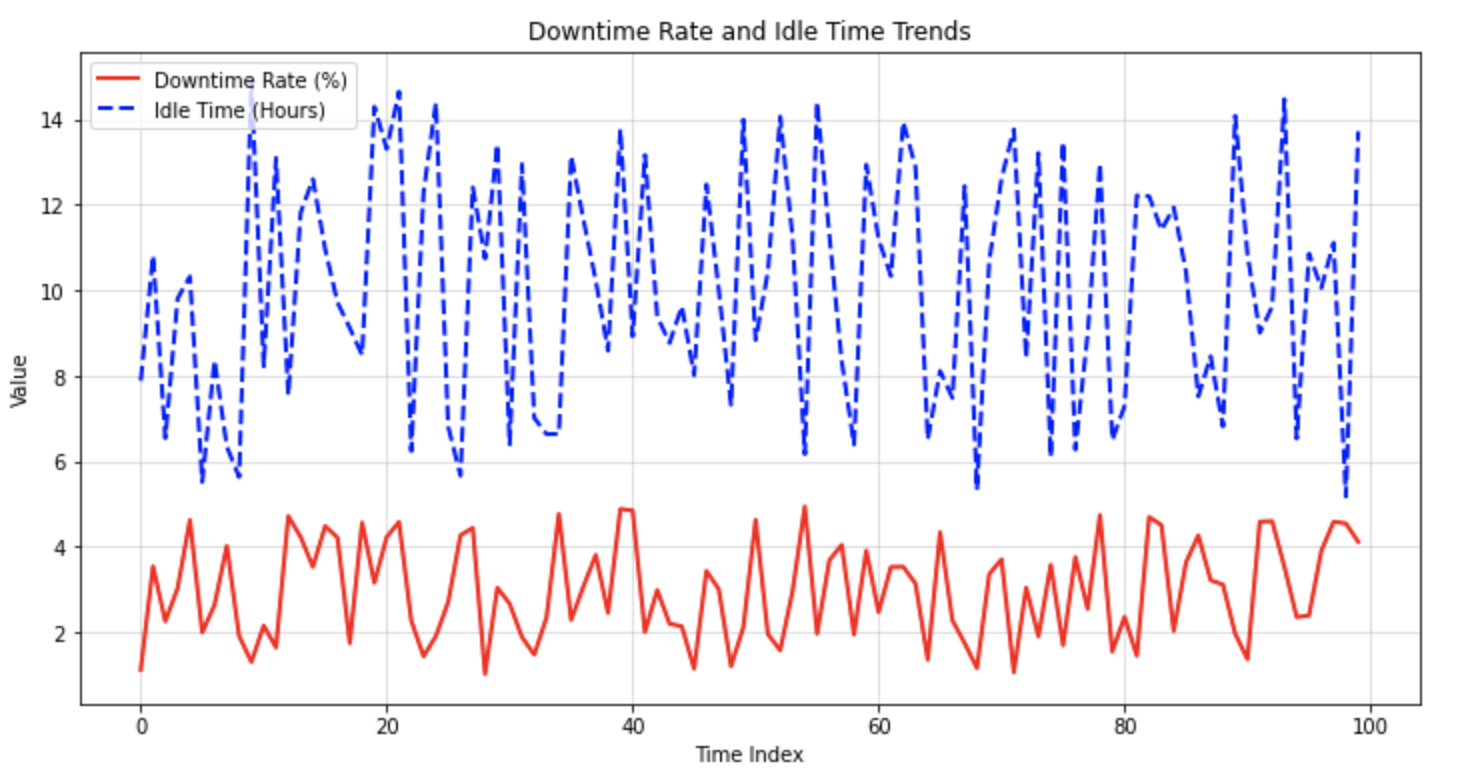 Downtime Rate and Idle Time Trends
Downtime Rate (%)
Idle Time (Hours)
14
12
10
8
6
4
2
Value
0 20 40 60 80 100
Time Index